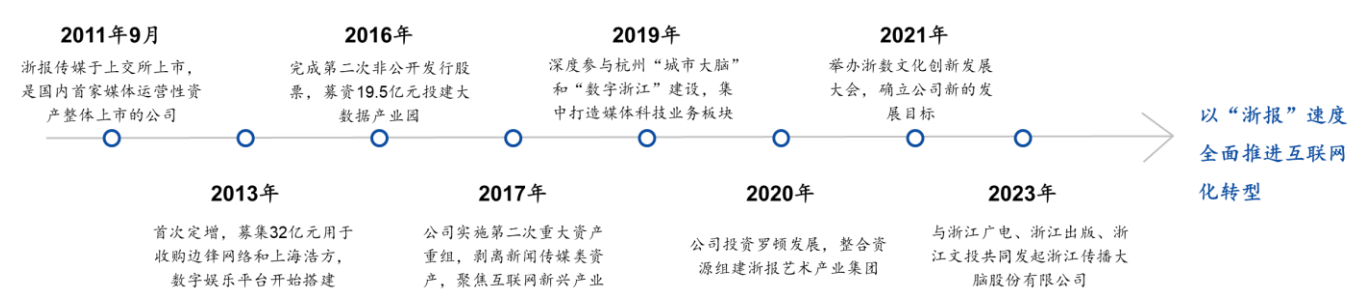 2011年9月
浙报传媒于上交所上市，
是国内首家媒体运营性资
产整体上市的公司
2013年
首次定增，募集32亿元用于
收购边锋网络和上海浩方，
数字娱乐平台开始搭建
2016年
完成第二次非公开发行股
票，募资19.5亿元投建大
数据产业园
2017年
公司实施第二次重大资产
重组，剥离新闻传媒类资
产，聚焦互联网新兴产业
2019年
深度参与杭州“城市大脑”
和“数字浙江”建设，集
中打造媒体科技业务板块
2020年
公司投资罗顿发展，整合资
源组建浙报艺术产业集团
2021年
举办浙数文化创新发展
大会，确立公司新的发
展目标
2023年
与浙江广电、浙江出版、浙
江文投共同发起浙江传播大
脑股份有限公司
以“浙报”速度
全面推进互联网
化转型